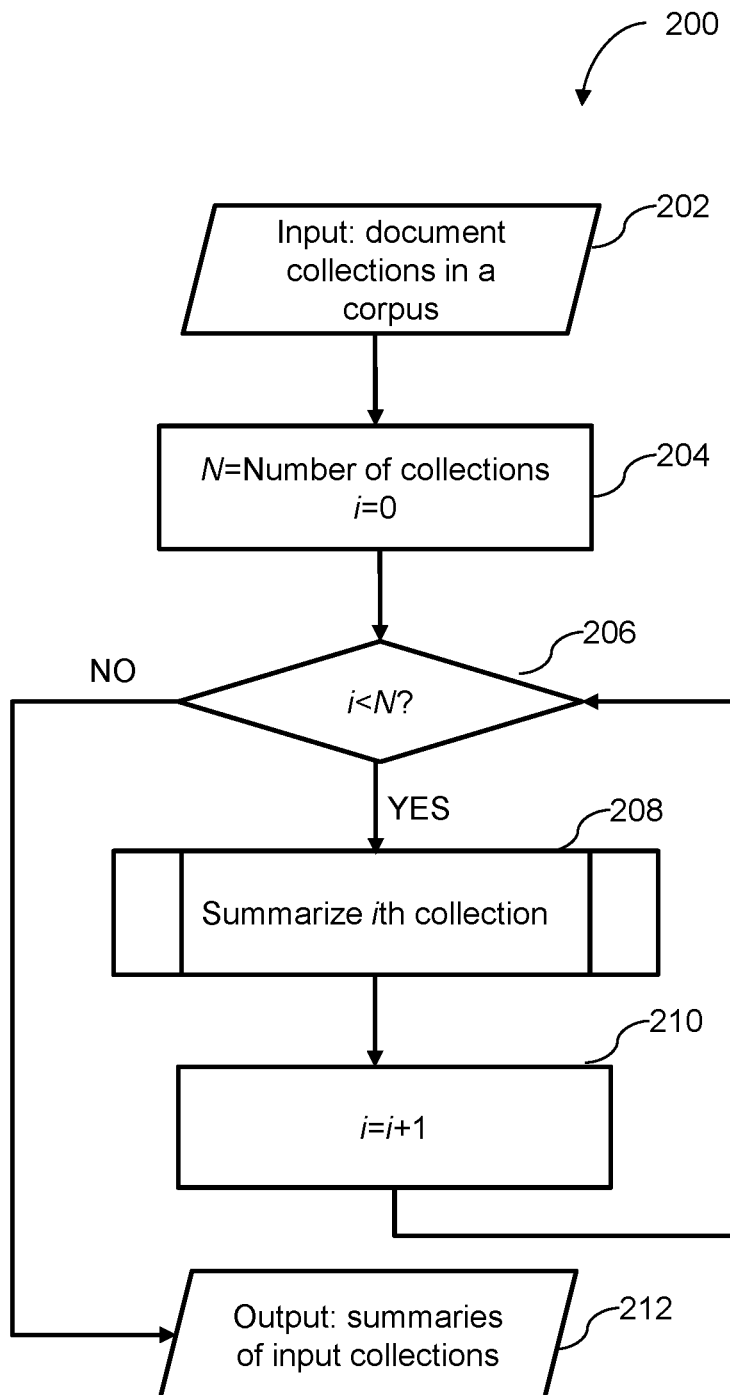 200
202
Input: document
collections in a
corpus
204
N=Number of collections
i=0
206
NO
i<N?
YES
208
Summarize ith collection
210
i=i+1
Output: summaries
of input collections
212